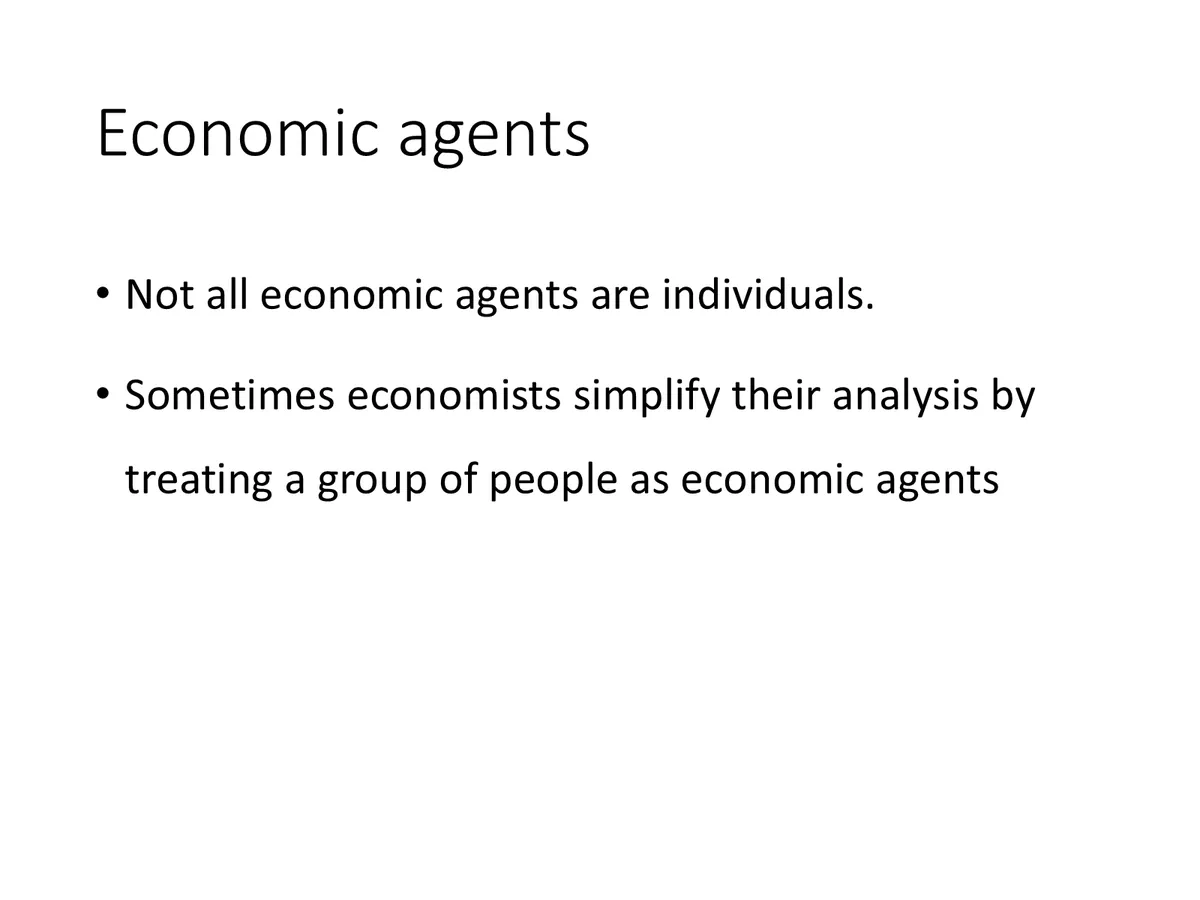 Economic agents
• Not all economic agents are individuals.
• Sometimes economists simplify their analysis by
treating a group of people as economic agents